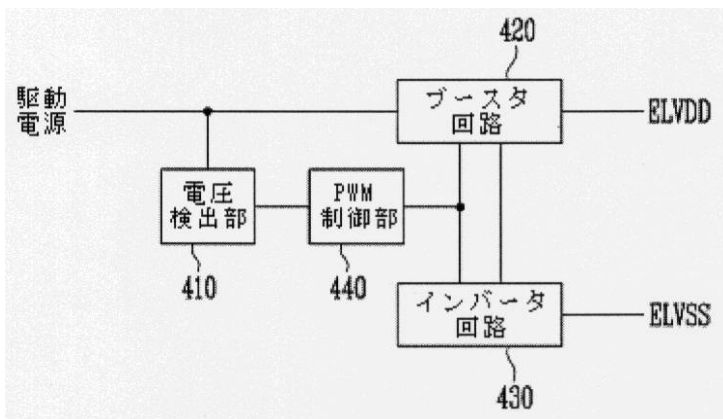 420
駆動
電源
ブースタ
回路
ELVDD
電圧
検出部
PWM
制御部
410
440
インバータ
回路
ELVSS
430